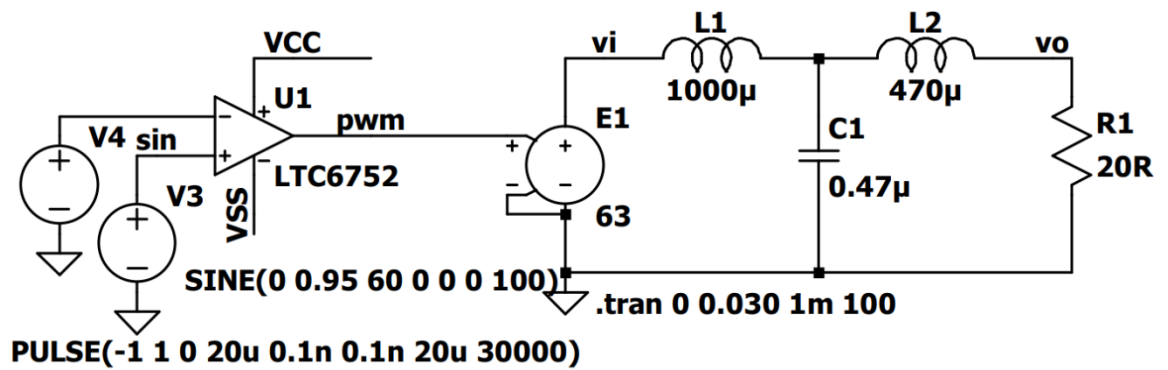 VCC
U1
V4
sin
V3
VSS
LTC6752
pwm
SINE(0 0.95 60 0 0 0 100)
PULSE(-1 1 0 20u 0.1n 0.1n 20u 30000)
vi
E1
63
L1
1000µ
C1
0.47µ
L2
470µ
vo
R1
20R
.tran 0 0.030 1m 100